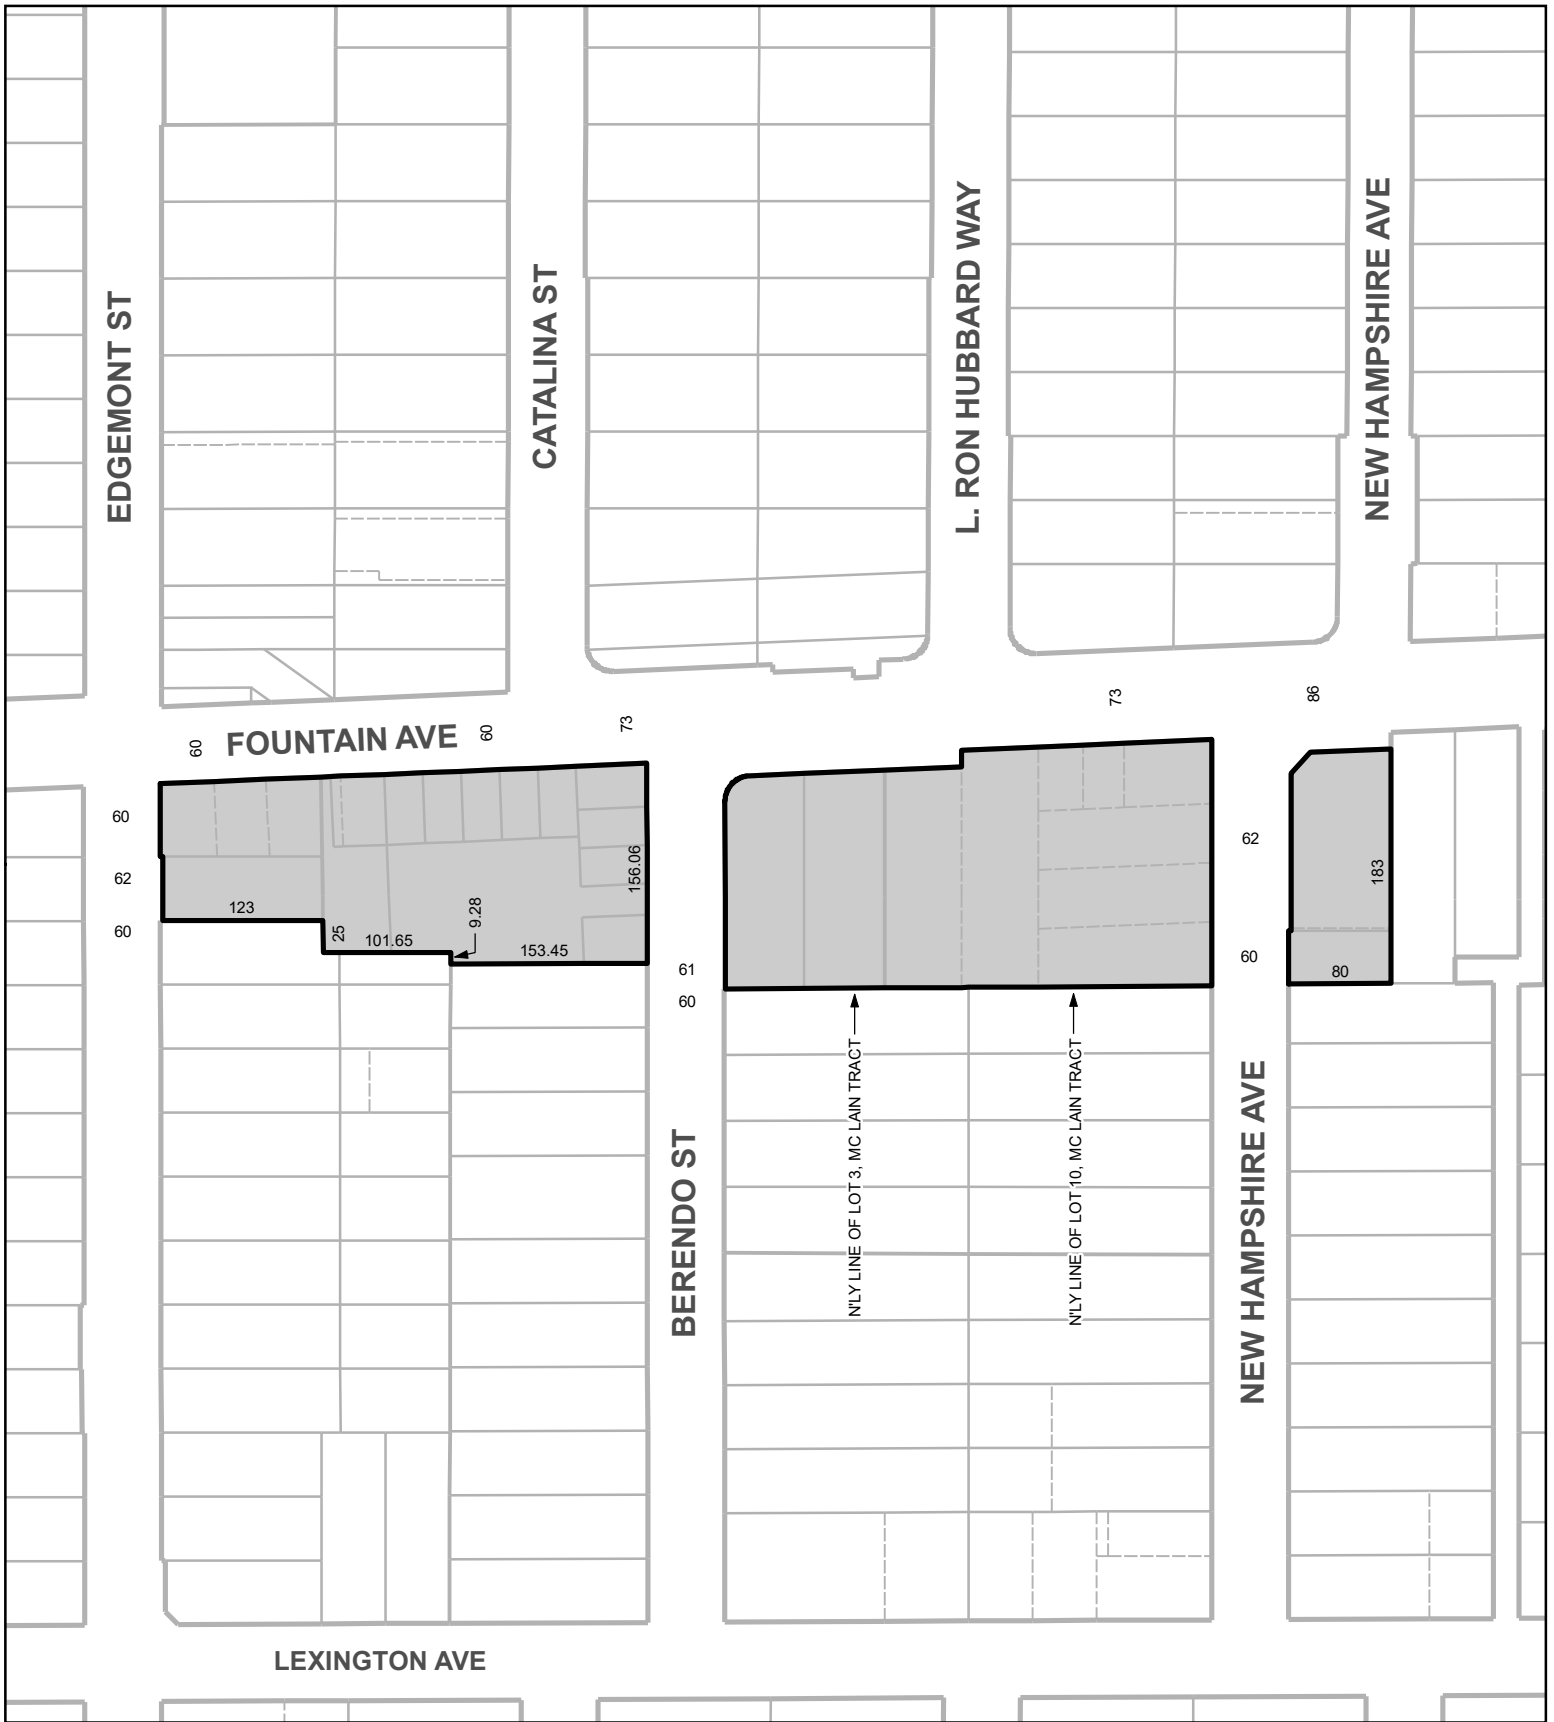 EDGEMONT ST
CATALINA ST
L. RON HUBBARD WAY
NEW HAMPSHIRE AVE
60
FOUNTAIN AVE
60
73
73
86
60
62
60
123
25
101.65
9.28
153.45
156.06
61
60
62
60
183
80
N'LY LINE OF LOT 3, MC LAIN TRACT
N'LY LINE OF LOT 10, MC LAIN TRACT
BERENDO ST
NEW HAMPSHIRE AVE
LEXINGTON AVE